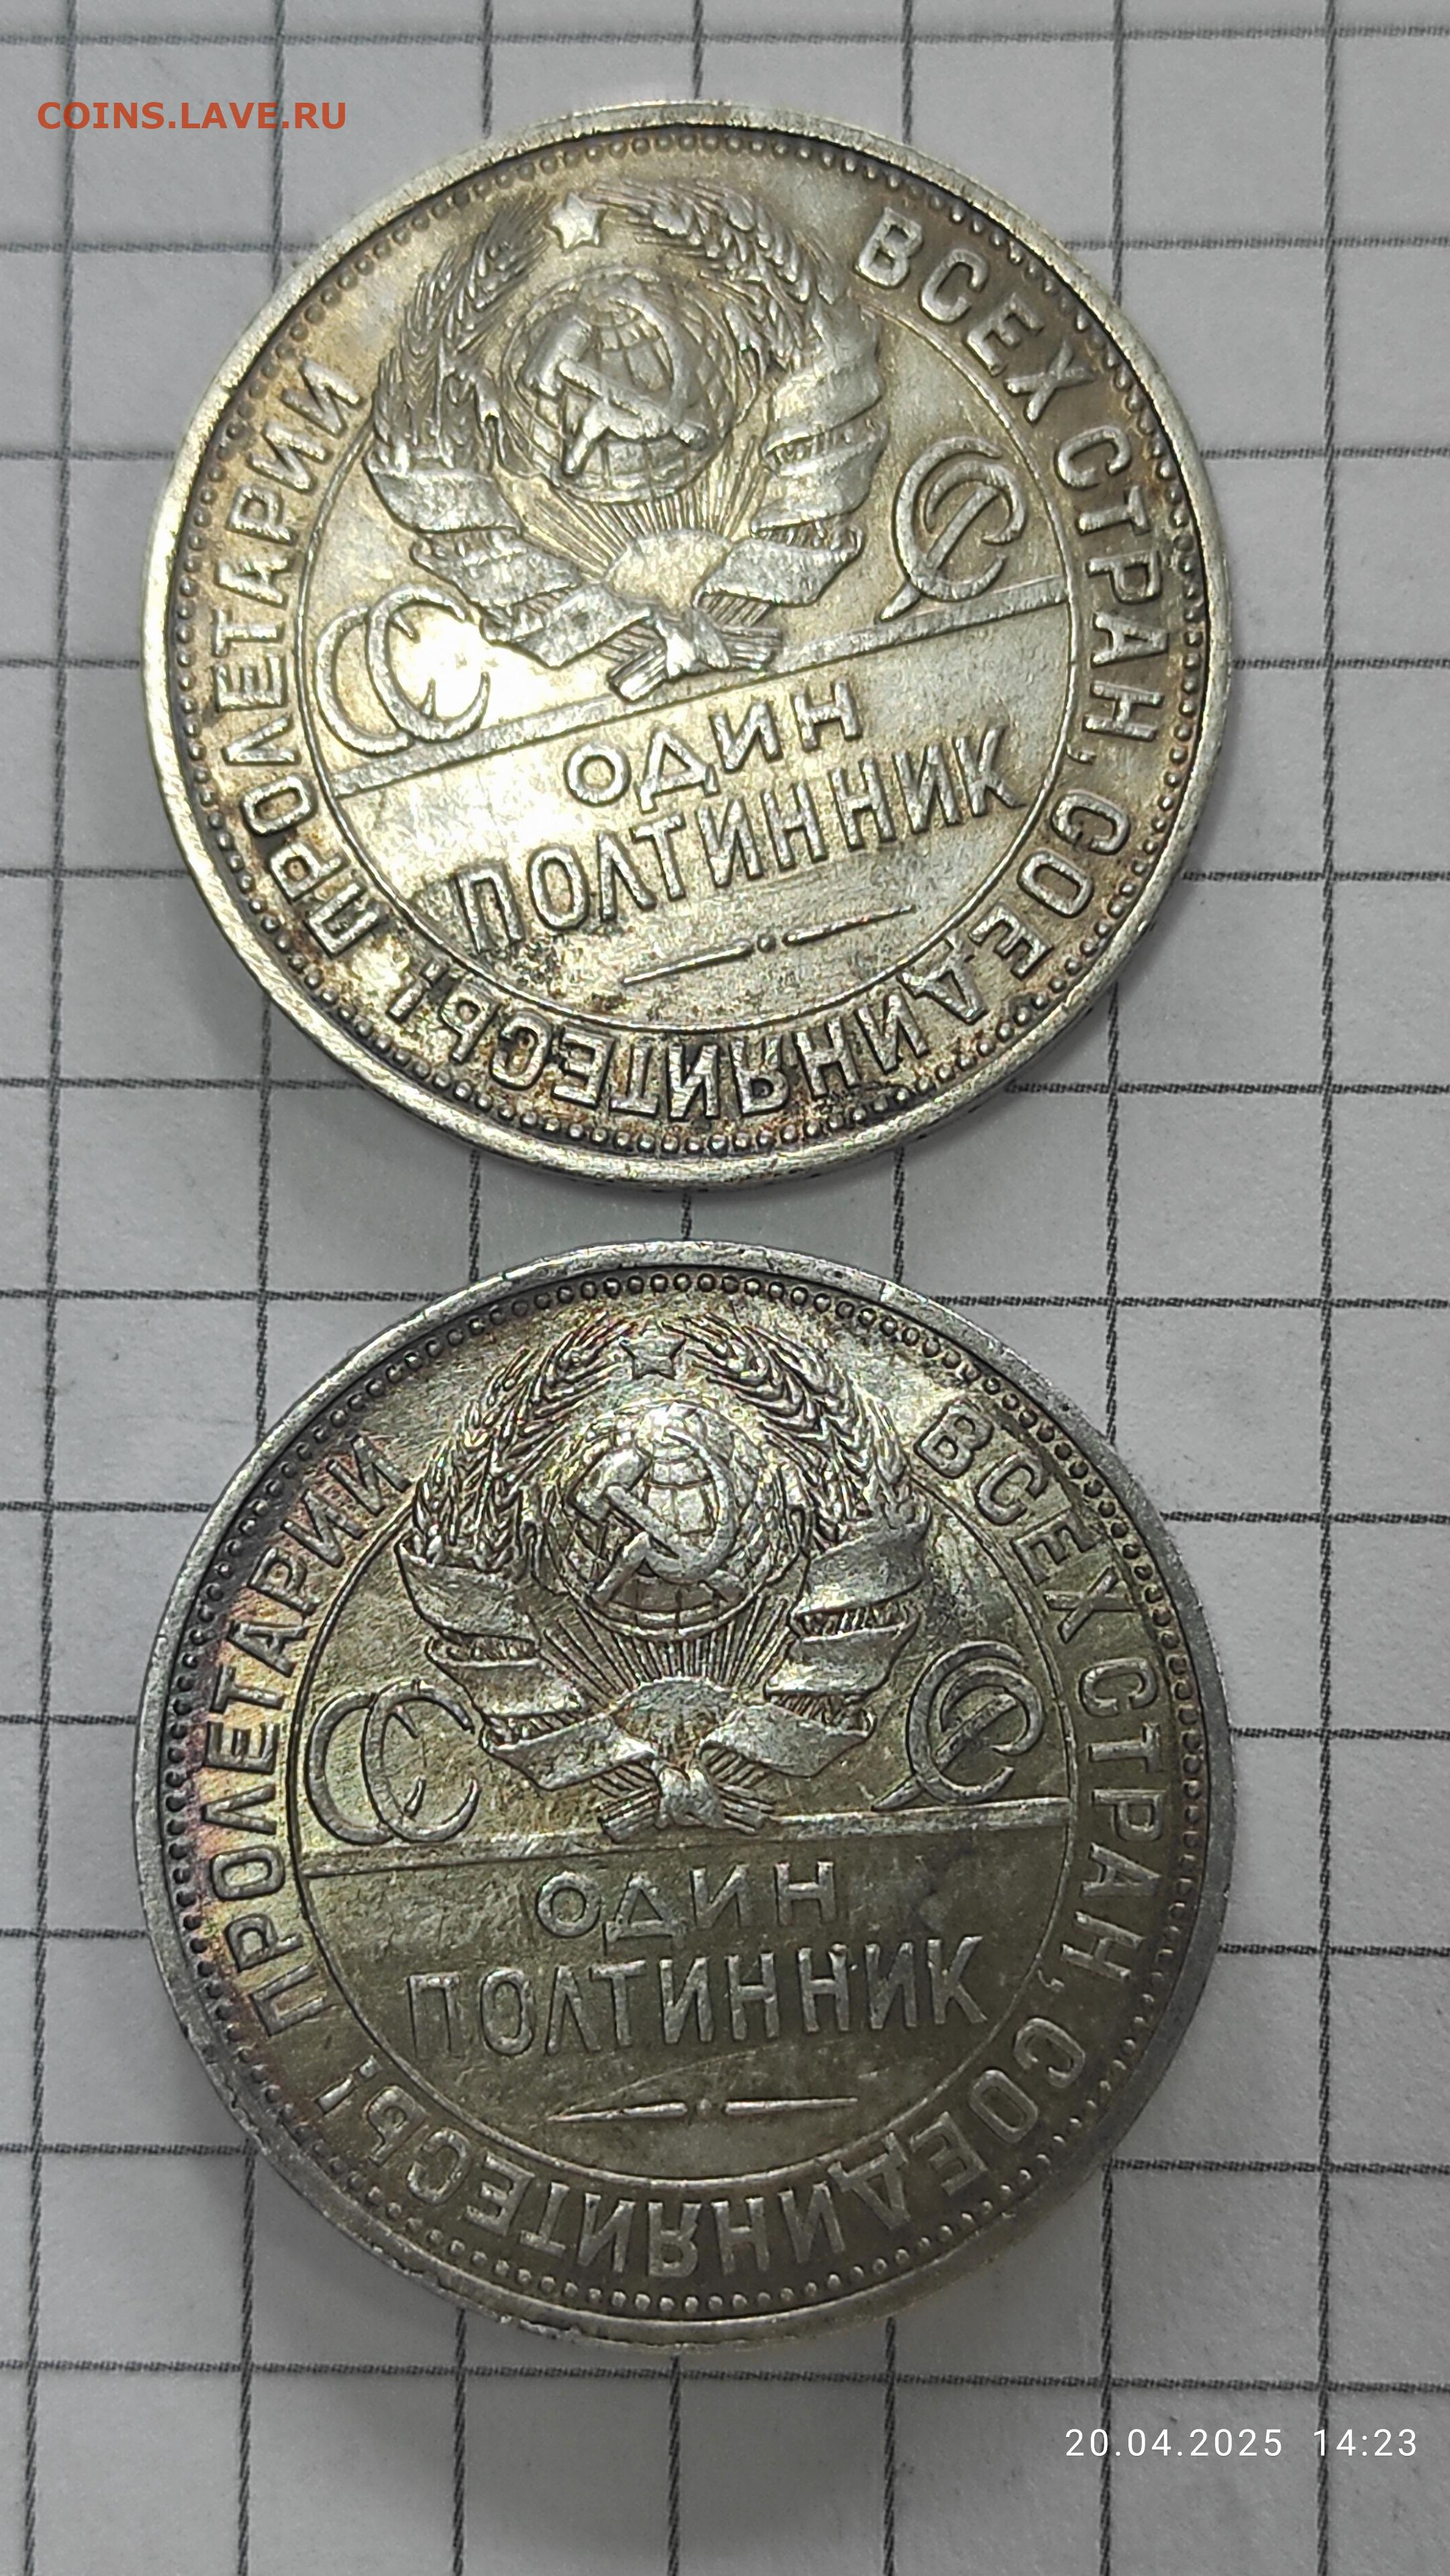 COINS.LAVE.RU
ПРОЛЕТАРИИ ВСЕХ СТРАН, СОЕДИНЯЙТЕСЬ!
СССР
ОДИН
ПОЛТИННИК
ПРОЛЕТАРИИ ВСЕХ СТРАН, СОЕДИНЯЙТЕСЬ!
СССР
ОДИН
ПОЛТИННИК
20.04.2025 14:23